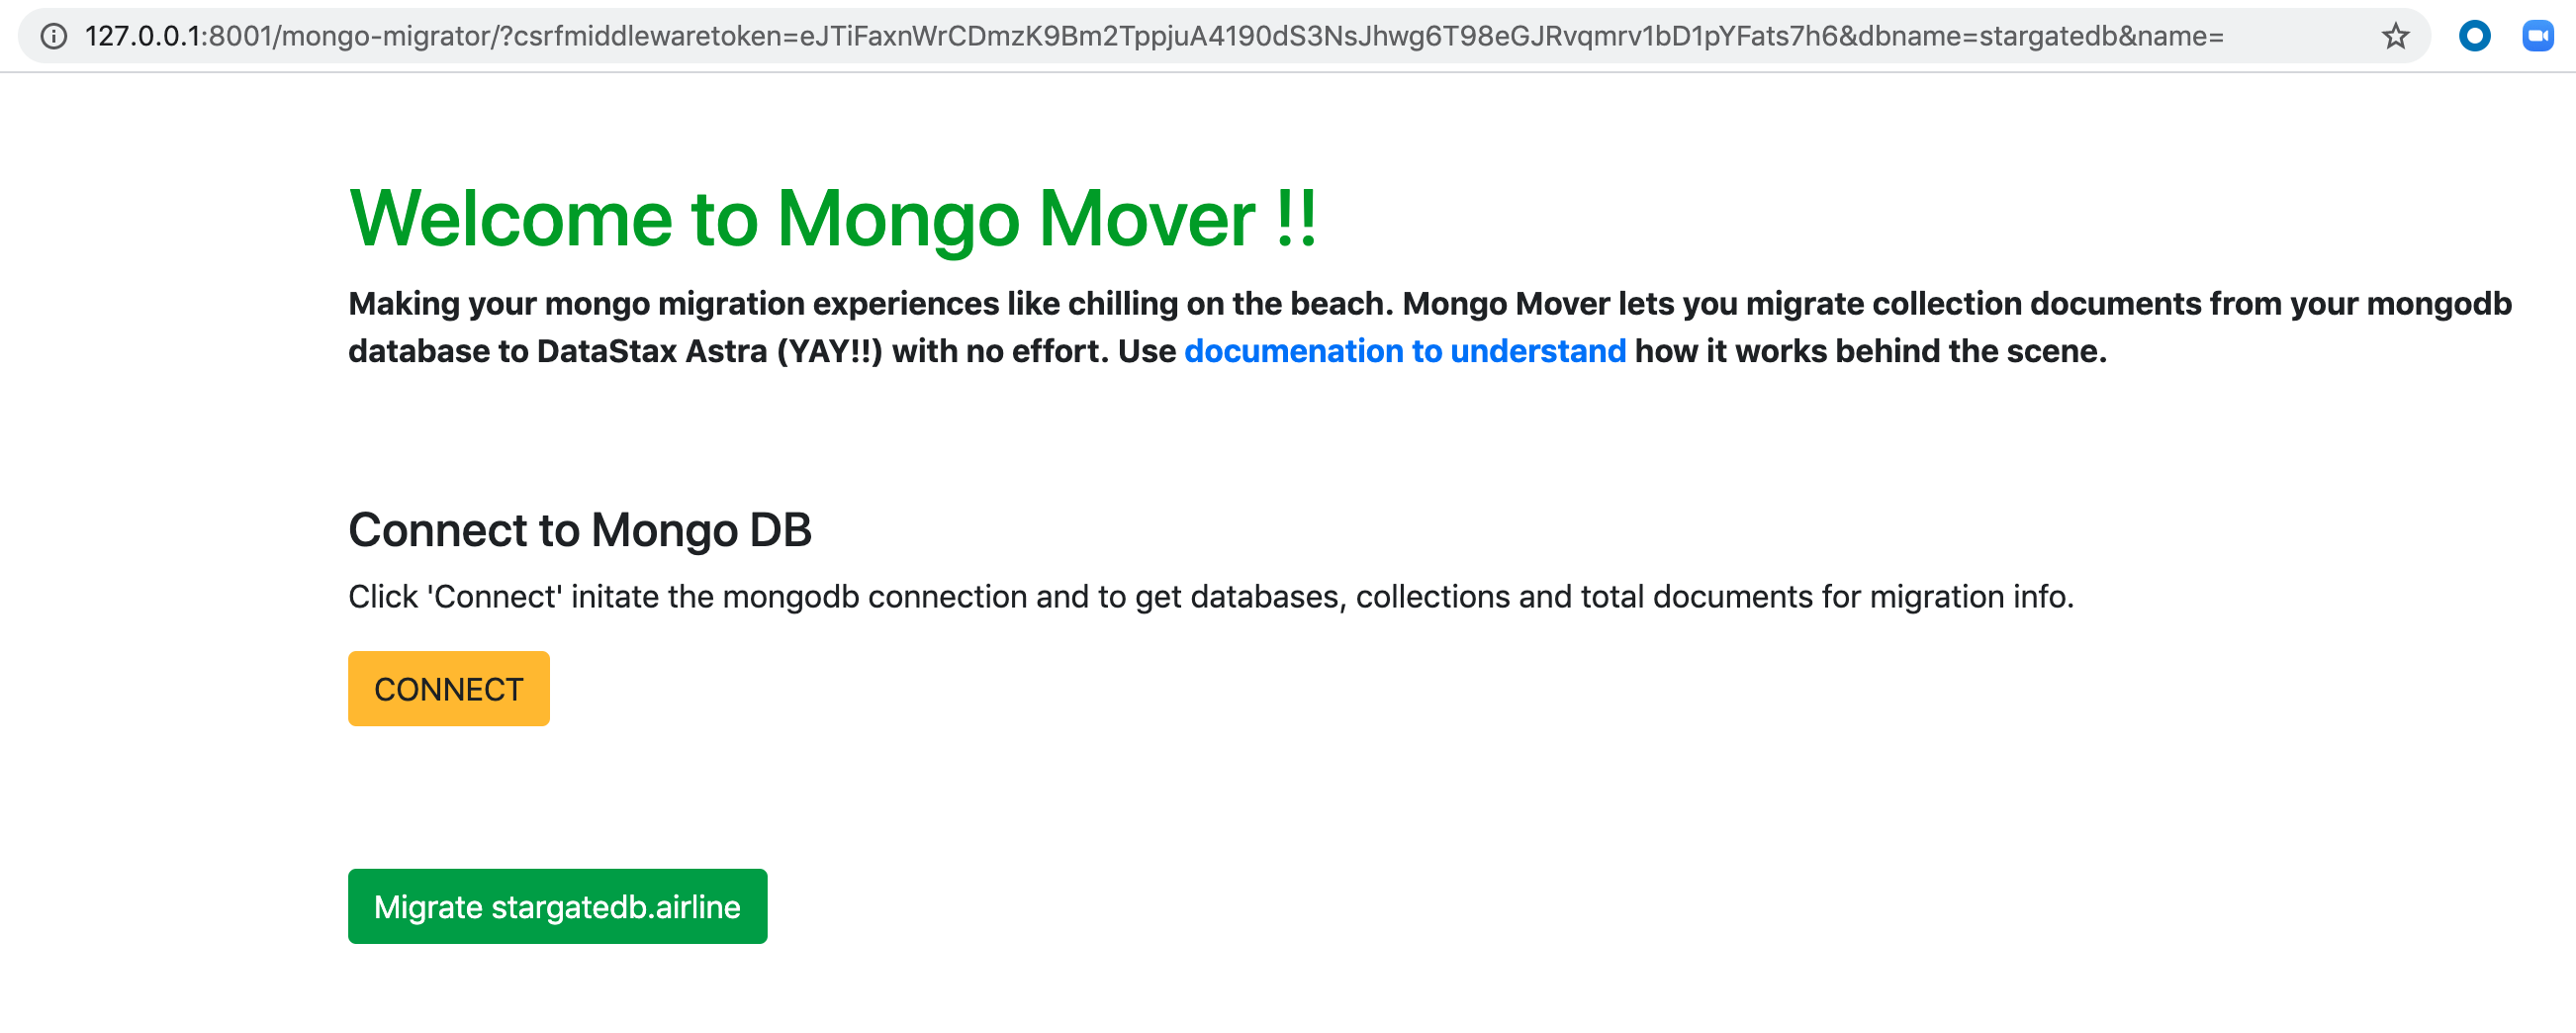 127.0.0.1:8001/mongo-migrator/?csrfmiddlewaretoken=eJTiFaxnWrCDmzK9Bm2TppjuA4190dS3NsJhwg6T98eGJRvqmrv1bD1pYFats7h6&dbname=stargatedb&name=
Welcome to Mongo Mover !!
Making your mongo migration experiences like chilling on the beach. Mongo Mover lets you migrate collection documents from your mongodb
database to DataStax Astra (YAY!!) with no effort. Use documenation to understand how it works behind the scene.
Connect to Mongo DB
Click 'Connect' initate the mongodb connection and to get databases, collections and total documents for migration info.
CONNECT
Migrate stargatedb.airline